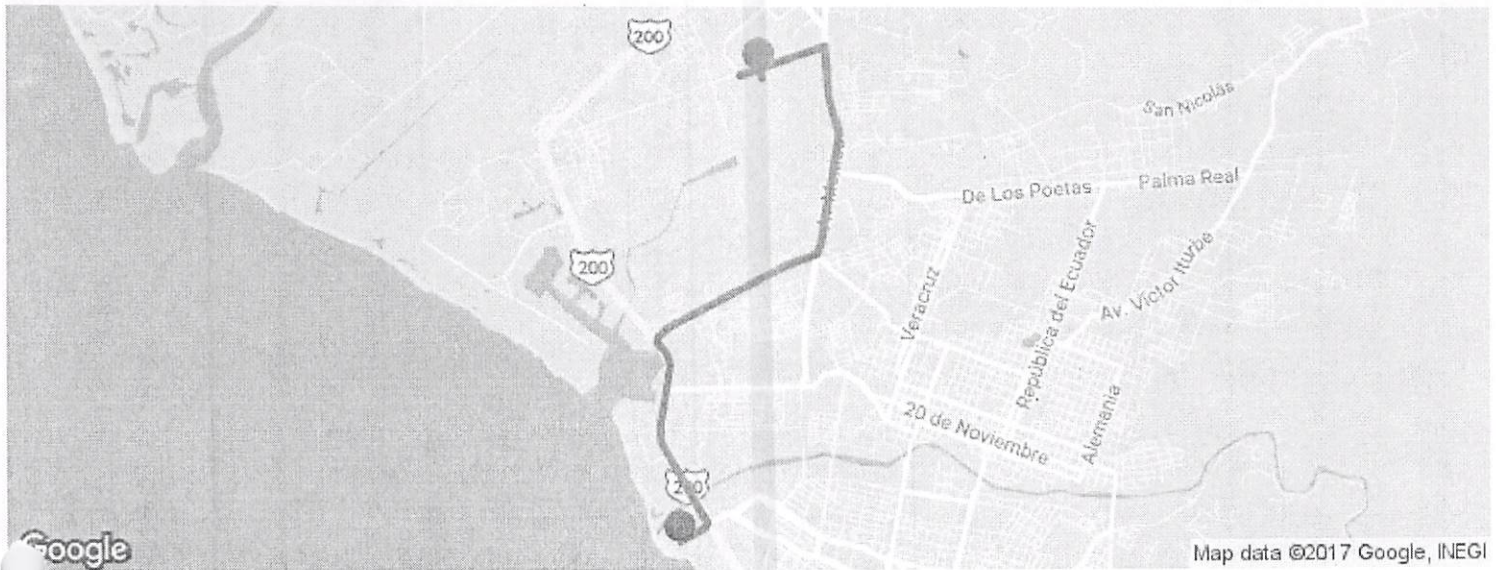 200
San Nicolás
De Los Poetas
Palma Real
200
Veracruz
República del Ecuador
Av. Víctor Iturbe
20 de Noviembre
Alemania
200
Google
Map data ©2017 Google, INEGI